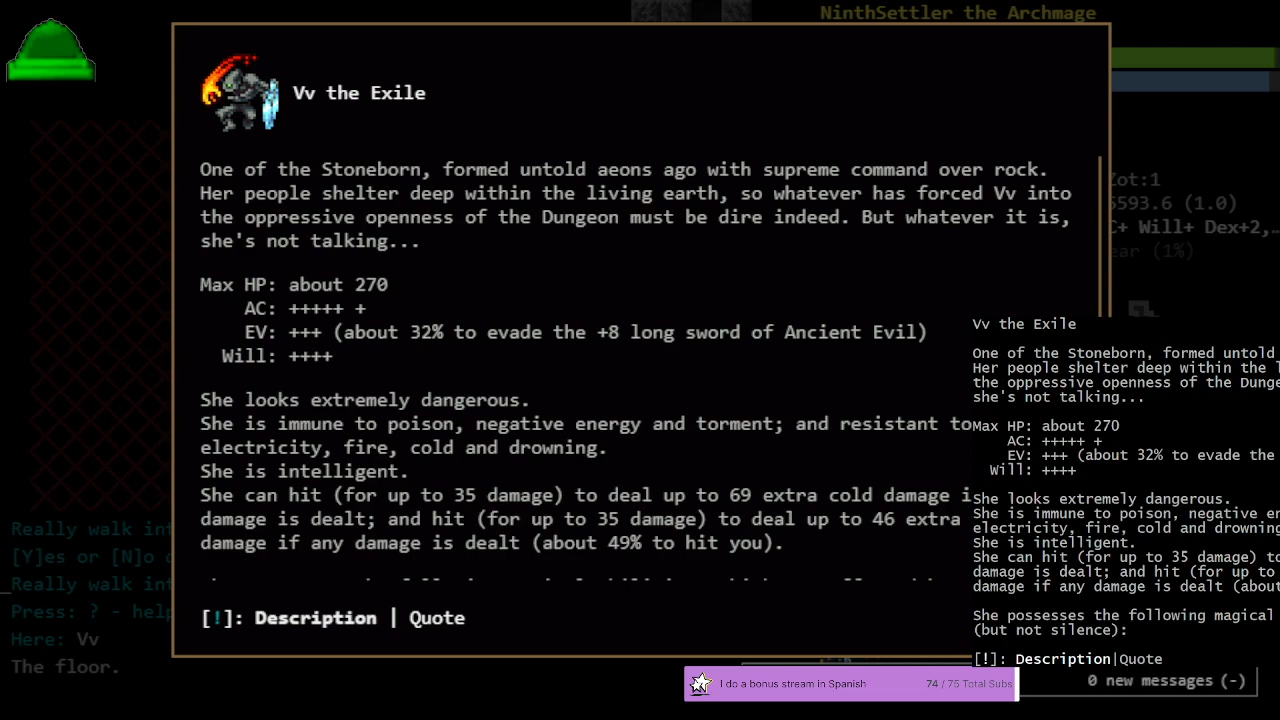 NinthSettler the Archmage
Vv the Exile
One of the Stoneborn, formed untold aeons ago with supreme command over rock.
Her people shelter deep within the living earth, so whatever has forced Vv into
the oppressive openness of the Dungeon must be dire indeed. But whatever it is,
she's not talking...
Max HP: about 270
AC: +++++ +
EV: +++ (about 32% to evade the +8 long sword of Ancient Evil)
Will: ++++
She looks extremely dangerous.
She is immune to poison, negative energy and torment; and resistant to
electricity, fire, cold and drowning.
She is intelligent.
She can hit (for up to 35 damage) to deal up to 69 extra cold damage i
damage is dealt; and hit (for up to 35 damage) to deal up to 46 extra
damage if any damage is dealt (about 49% to hit you).
[!]: Description | Quote
Zot:1
5593.6 (1.0)
C+ Will+ Dex+2,…
ear (1%)
Vv the Exile
One of the Stoneborn, formed untold
Her people shelter deep within the l
the oppressive openness of the Dunge
she's not talking...
Max HP: about 270
AC: +++++ +
EV: +++ (about 32% to evade the
Will: ++++
She looks extremely dangerous.
She is immune to poison, negative en
electricity, fire, cold and drowning
She is intelligent.
She can hit (for up to 35 damage) to
damage is dealt; and hit (for up to
damage if any damage is dealt (about
She possesses the following magical
(but not silence):
[!]: Description|Quote
Really walk int
[Y]es or [N]o o
Really walk int
Press: ? - help
Here: Vv
The floor.
I do a bonus stream in Spanish 74 / 75 Total Subs
0 new messages (-)